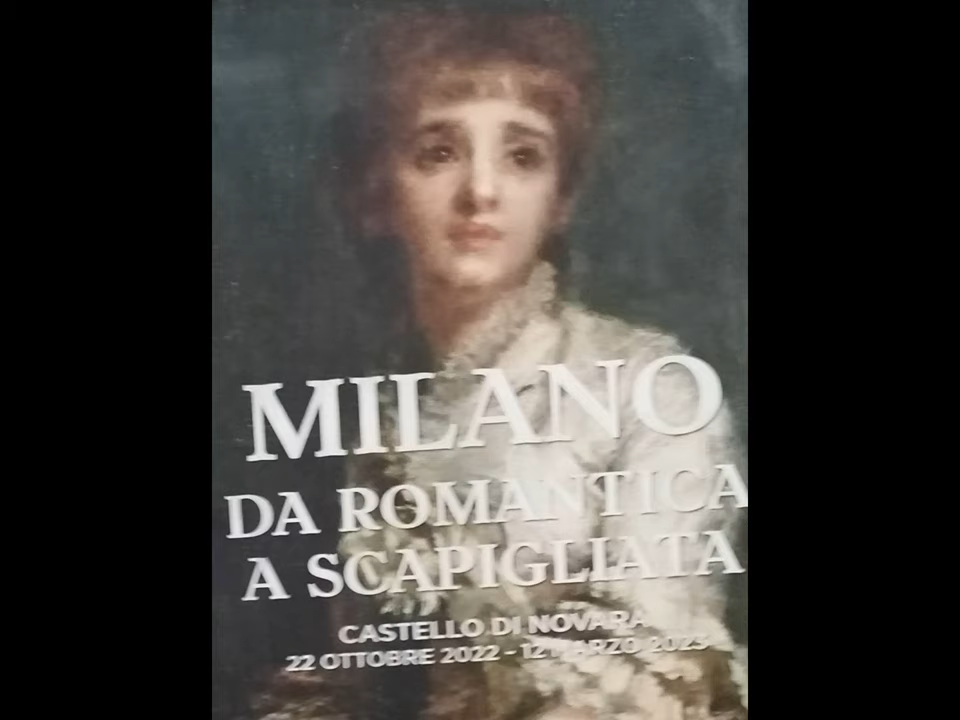 MILANO
DA ROMANTICA
A SCAPIGLIATA
CASTELLO DI NOVARA
22 OTTOBRE 2022 - 12 MARZO 2023